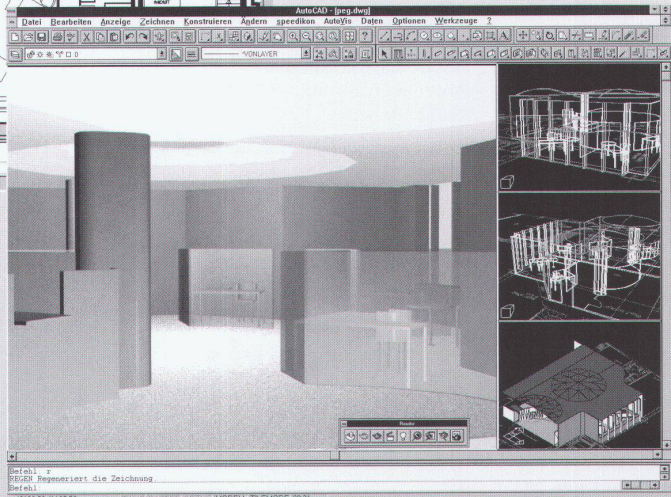 AutoCAD - [peg.dwg]
Datei Bearbeiten Anzeige Zeichnen Konstruieren Ändern speedikon AutoVis Daten Optionen Werkzeuge ?
0 VONLAYER
Render
Befehl: r
REGEN Regeneriert die Zeichnung.
Befehl: